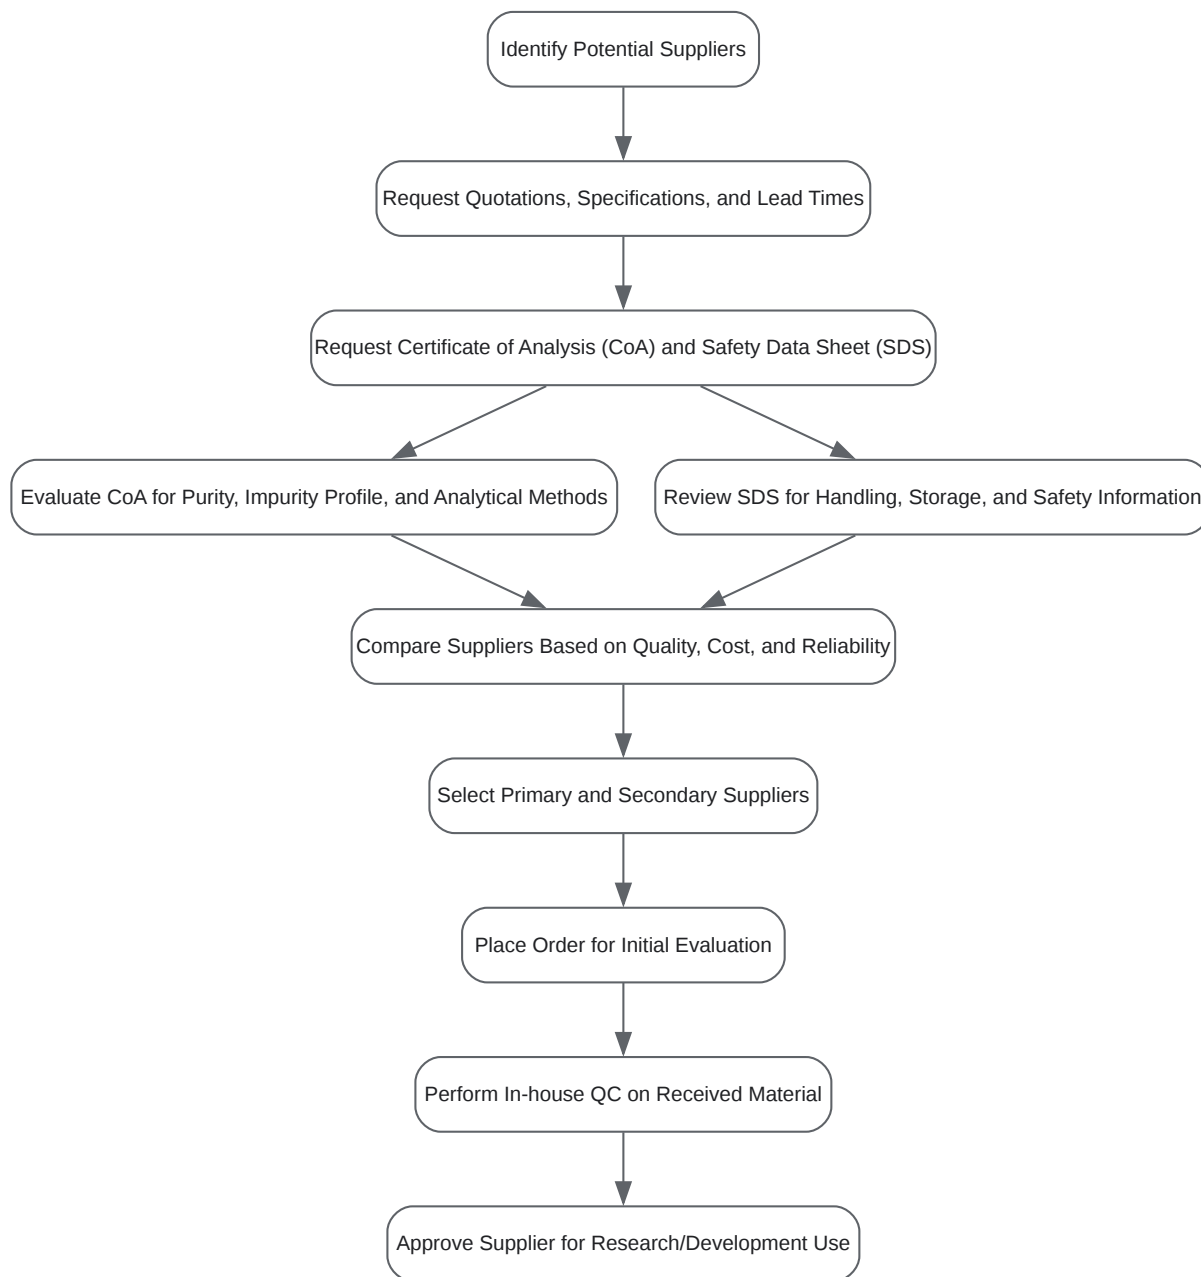 Identify Potential Suppliers
Request Quotations, Specifications, and Lead Times
Request Certificate of Analysis (CoA) and Safety Data Sheet (SDS)
Evaluate CoA for Purity, Impurity Profile, and Analytical Methods
Review SDS for Handling, Storage, and Safety Information
Compare Suppliers Based on Quality, Cost, and Reliability
Select Primary and Secondary Suppliers
Place Order for Initial Evaluation
Perform In-house QC on Received Material
Approve Supplier for Research/Development Use